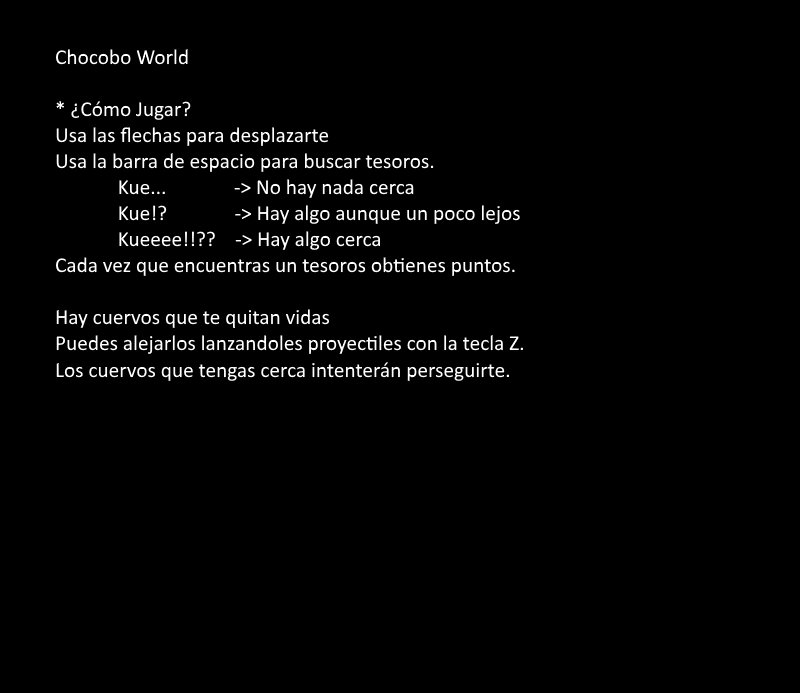 Chocobo World
* ¿Cómo Jugar?
Usa las flechas para desplazarte
Usa la barra de espacio para buscar tesoros.
Kue... -> No hay nada cerca
Kue!? -> Hay algo aunque un poco lejos
Kueeee!!?? -> Hay algo cerca
Cada vez que encuentras un tesoros obtienes puntos.
Hay cuervos que te quitan vidas
Puedes alejarlos lanzandoles proyectiles con la tecla Z.
Los cuervos que tengas cerca intenterán perseguirte.